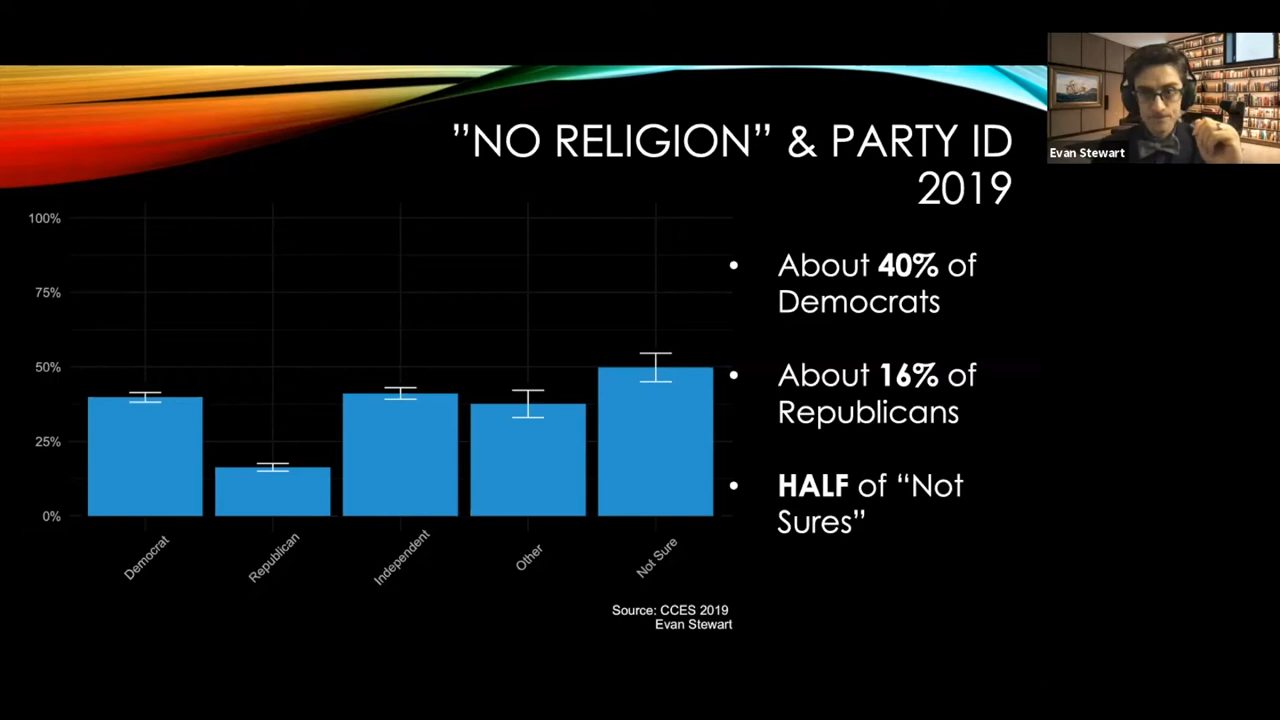 ”NO RELIGION” & PARTY ID
2019
Evan Stewart
100%
75%
50%
25%
0%
Democrat
Republican
Independent
Other
Not Sure
Source: CCES 2019
Evan Stewart
• About 40% of
Democrats
• About 16% of
Republicans
• HALF of “Not
Sures”